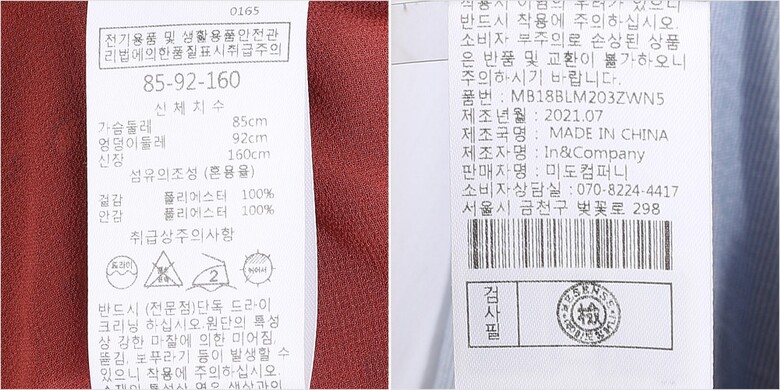 0165
전기용품 및 생활용품안전관
리법에의한품질표시취급주의
85-92-160
신체치수
가슴둘레 85cm
엉덩이둘레 92cm
신장 160cm
섬유의조성 (혼용율)
겉감 폴리에스터 100%
안감 폴리에스터 100%
취급상주의사항
드라이
2
반드시 (전문점)단독 드라이
크리닝 하십시오.원단의 특성
상 강한 마찰에 의한 미어짐,
뜯김, 보푸라기 등이 발생할 수
있으니 착용에 주의하십시오.
반드시 착용에 주의하십시오.
소비자 부주의로 손상된 상품
은 반품 및 교환이 불가하오니
주의하시기 바랍니다.
품번 : MB18BLM203ZWN5
제조년월 : 2021.07
제조국명 : MADE IN CHINA
제조자명 : In&Company
판매자명 : 미도컴퍼니
소비자상담실 : 070-8224-4417
서울시 금천구 벚꽃로 298
검사필